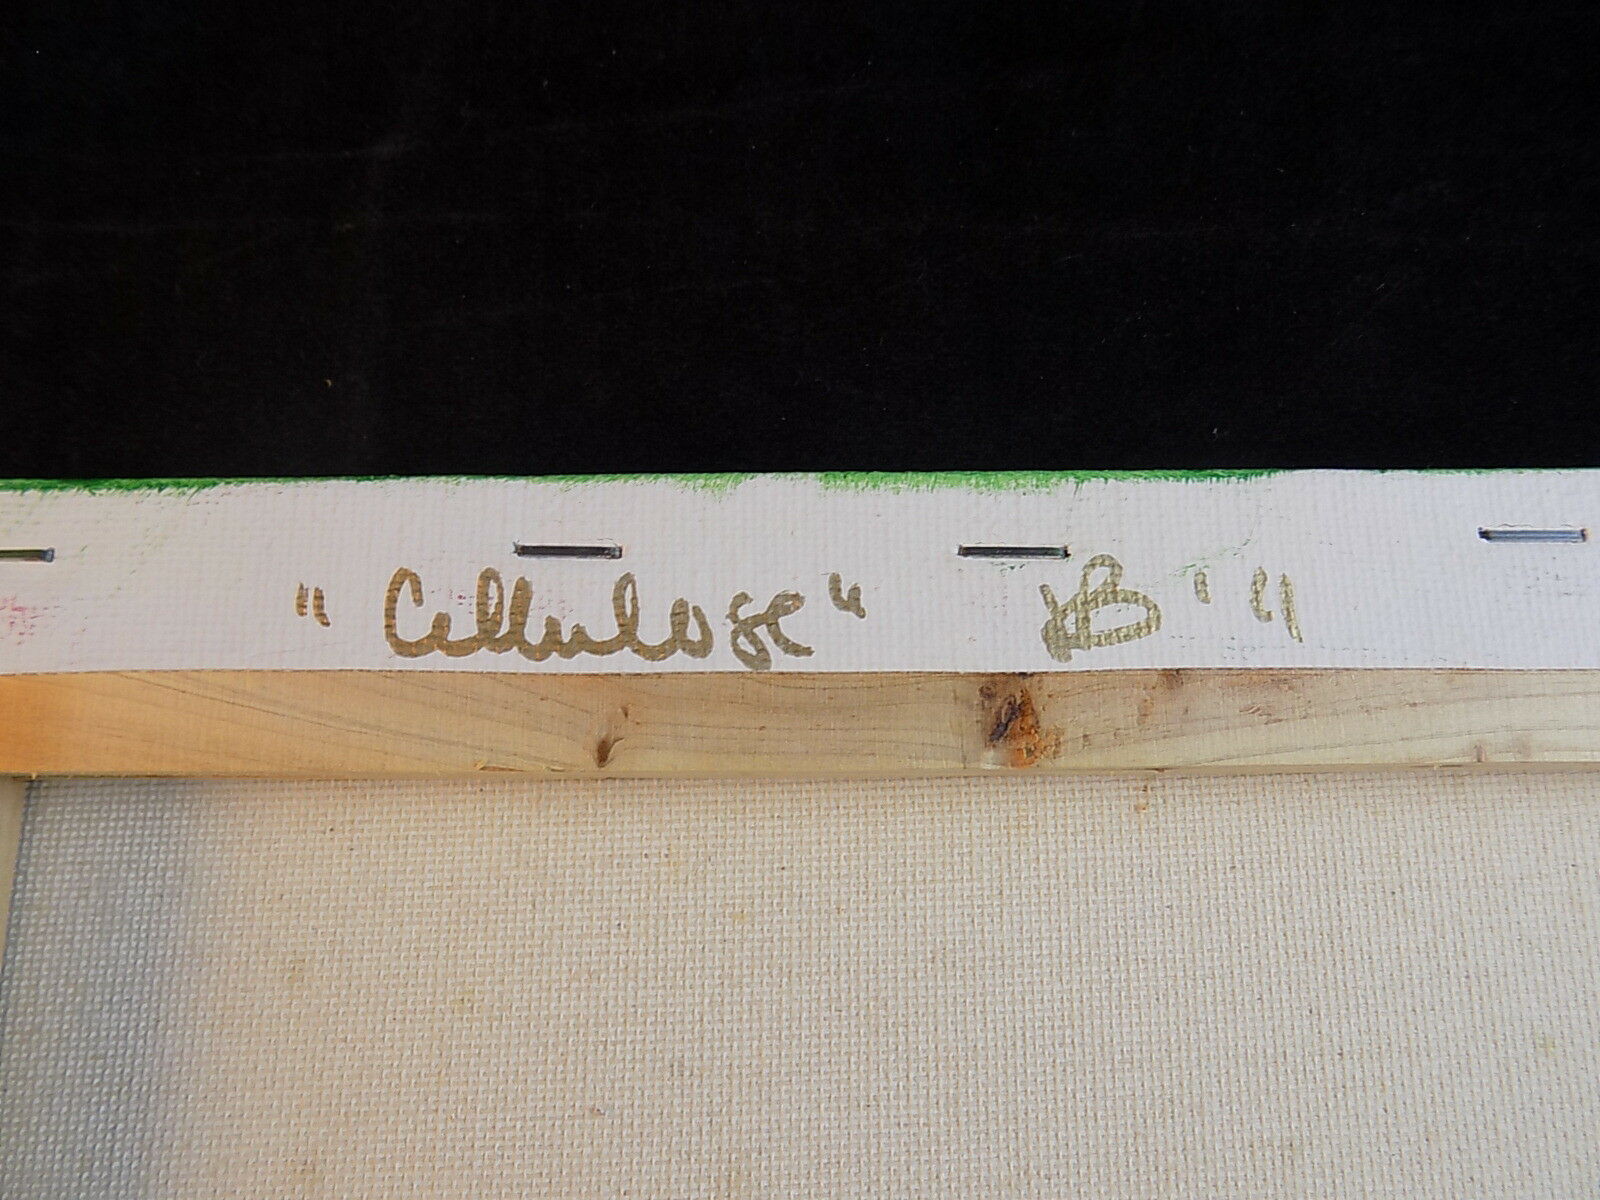 "Cellulose" B '11